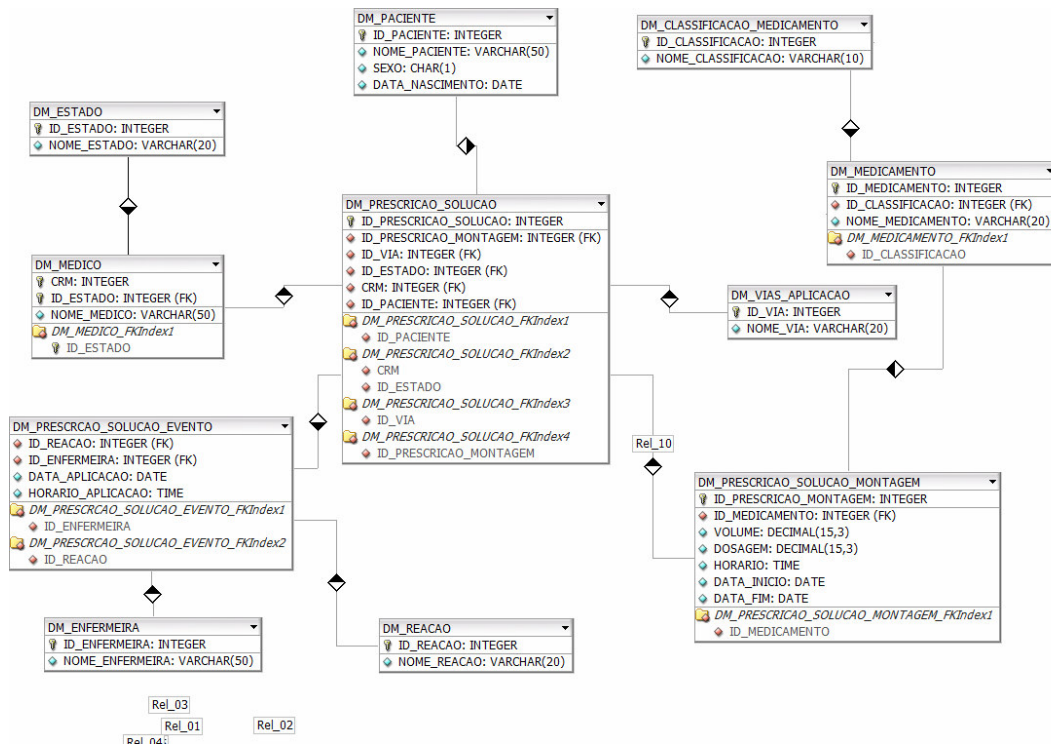 DM_PACIENTE
ID_PACIENTE: INTEGER
NOME_PACIENTE: VARCHAR(50)
SEXO: CHAR(1)
DATA_NASCIMENTO: DATE
DM_CLASSIFICACAO_MEDICAMENTO
ID_CLASSIFICACAO: INTEGER
NOME_CLASSIFICACAO: VARCHAR(10)
DM_ESTADO
ID_ESTADO: INTEGER
NOME_ESTADO: VARCHAR(20)
DM_MEDICAMENTO
ID_MEDICAMENTO: INTEGER
ID_CLASSIFICACAO: INTEGER (FK)
NOME_MEDICAMENTO: VARCHAR(20)
DM_MEDICAMENTO_FKIndex1
ID_CLASSIFICACAO
DM_PRESCRICAO_SOLUCAO
ID_PRESCRICAO_SOLUCAO: INTEGER
ID_PRESCRICAO_MONTAGEM: INTEGER (FK)
ID_VIA: INTEGER (FK)
ID_ESTADO: INTEGER (FK)
CRM: INTEGER (FK)
ID_PACIENTE: INTEGER (FK)
DM_PRESCRICAO_SOLUCAO_FKIndex1
ID_PACIENTE
DM_PRESCRICAO_SOLUCAO_FKIndex2
CRM
ID_ESTADO
DM_PRESCRICAO_SOLUCAO_FKIndex3
ID_VIA
DM_PRESCRICAO_SOLUCAO_FKIndex4
ID_PRESCRICAO_MONTAGEM
DM_MEDICO
CRM: INTEGER
ID_ESTADO: INTEGER (FK)
NOME_MEDICO: VARCHAR(50)
DM_MEDICO_FKIndex1
ID_ESTADO
DM_VIAS_APLICACAO
ID_VIA: INTEGER
NOME_VIA: VARCHAR(20)
DM_PRESCRCAO_SOLUCAO_EVENTO
ID_REACAO: INTEGER (FK)
ID_ENFERMEIRA: INTEGER (FK)
DATA_APLICACAO: DATE
HORARIO_APLICACAO: TIME
DM_PRESCRICAO_SOLUCAO_EVENTO_FKIndex1
ID_ENFERMEIRA
DM_PRESCRICAO_SOLUCAO_EVENTO_FKIndex2
ID_REACAO
Rel_10
DM_PRESCRICAO_SOLUCAO_MONTAGEM
ID_PRESCRICAO_MONTAGEM: INTEGER
ID_MEDICAMENTO: INTEGER (FK)
VOLUME: DECIMAL(15,3)
DOSAGEM: DECIMAL(15,3)
HORARIO: TIME
DATA_INICIO: DATE
DATA_FIM: DATE
DM_PRESCRICAO_SOLUCAO_MONTAGEM_FKIndex1
ID_MEDICAMENTO
DM_ENFERMEIRA
ID_ENFERMEIRA: INTEGER
NOME_ENFERMEIRA: VARCHAR(50)
DM_REACAO
ID_REACAO: INTEGER
NOME_REACAO: VARCHAR(20)
Rel_03
Rel_01
Rel_02